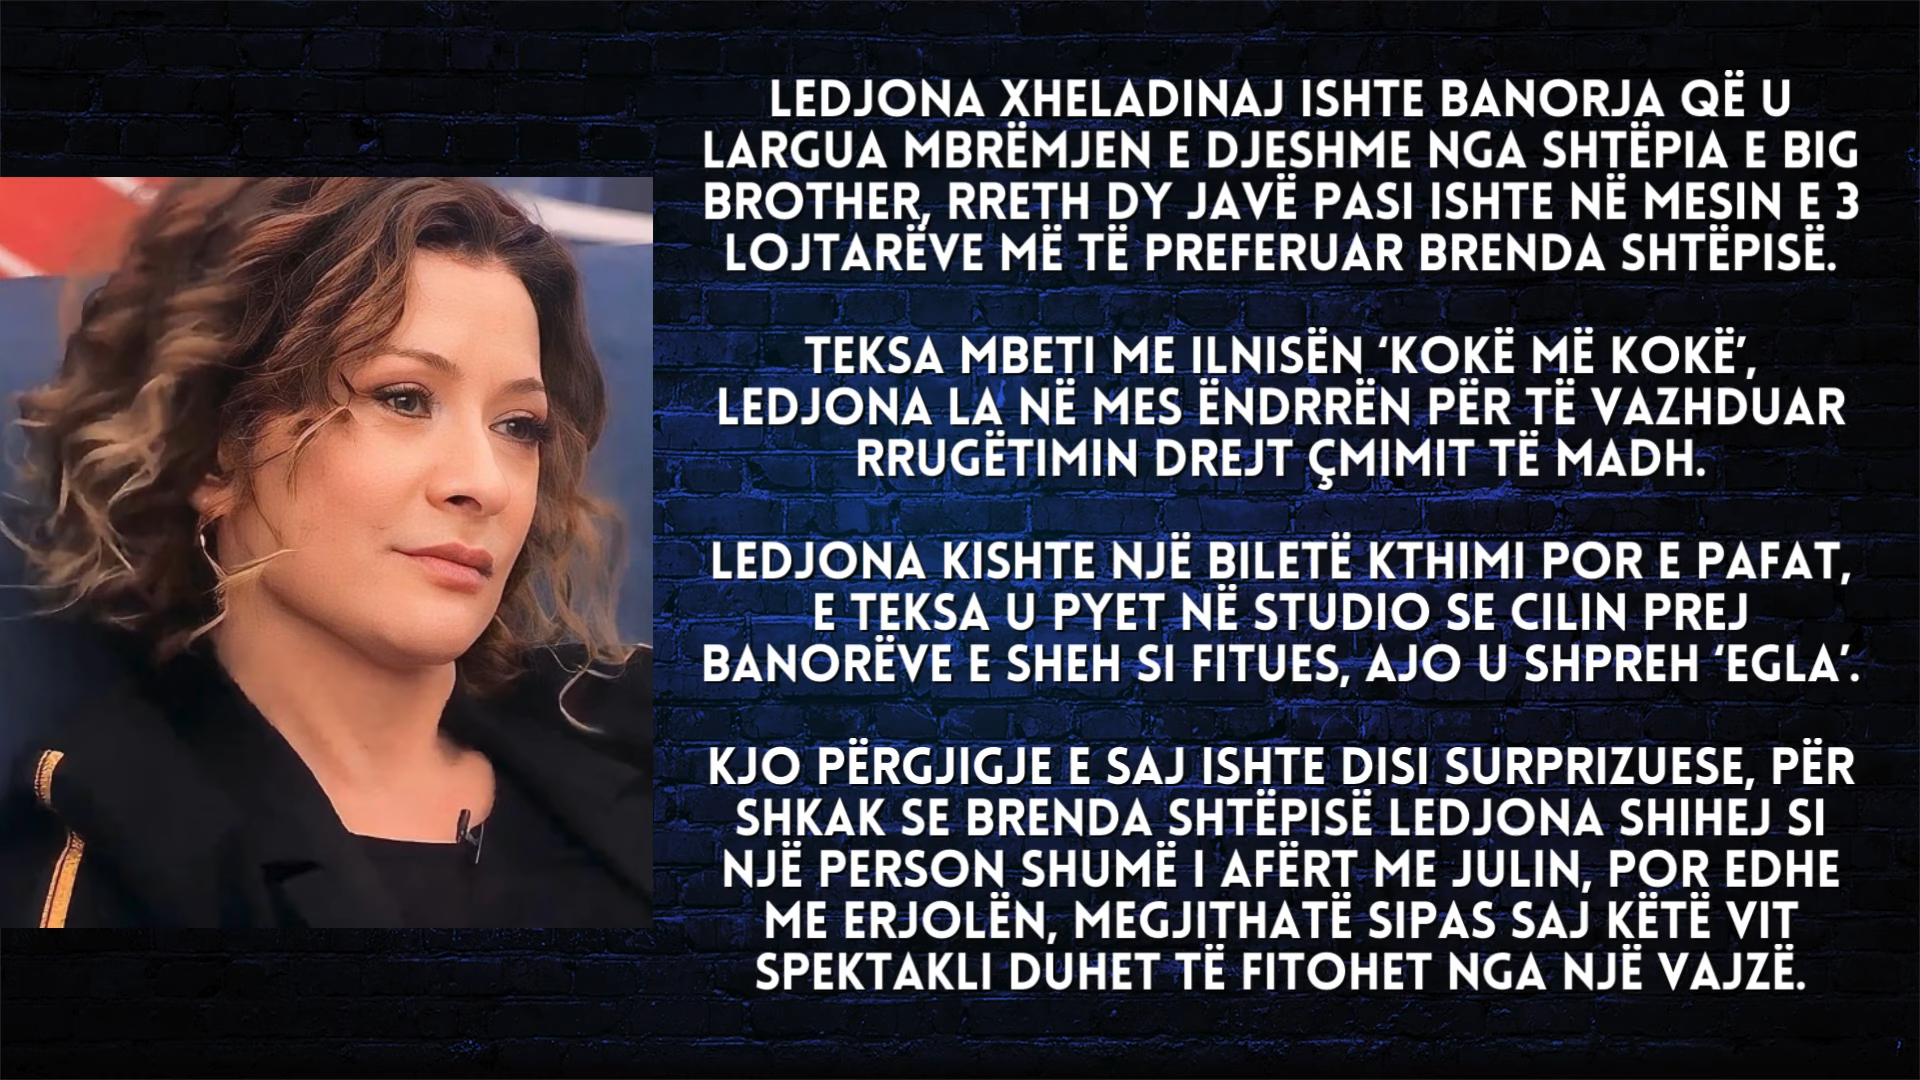 LEDJONA XHELADINAJ ISHTE BANORJA QË U
LARGUA MBRËMJEN E DJESHME NGA SHTËPIA E BIG
BROTHER, RRETH DY JAVË PASI ISHTE NË MESIN E 3
LOJTARËVE MË TË PREFERUAR BRENDA SHTËPISË.
TEKSA MBETI ME ILNISËN ‘KOKË MË KOKË’,
LEDJONA LA NË MES ËNDRRËN PËR TË VAZHDUAR
RRUGËTIMIN DREJT ÇMIMIT TË MADH.
LEDJONA KISHTE NJË BILETË KTHIMI POR E PAFAT,
E TEKSA U PYET NË STUDIO SE CILIN PREJ
BANORËVE E SHEH SI FITUES, AJO U SHPREH ‘EGLA’.
KJO PËRGJIGJE E SAJ ISHTE DISI SURPRIZUESE, PËR
SHKAK SE BRENDA SHTËPISË LEDJONA SHIHEJ SI
NJË PERSON SHUMË I AFËRT ME JULIN, POR EDHE
ME ERJOLËN, MEGJITHATË SIPAS SAJ KËTË VIT
SPEKTAKLI DUHET TË FITOHET NGA NJË VAJZË.